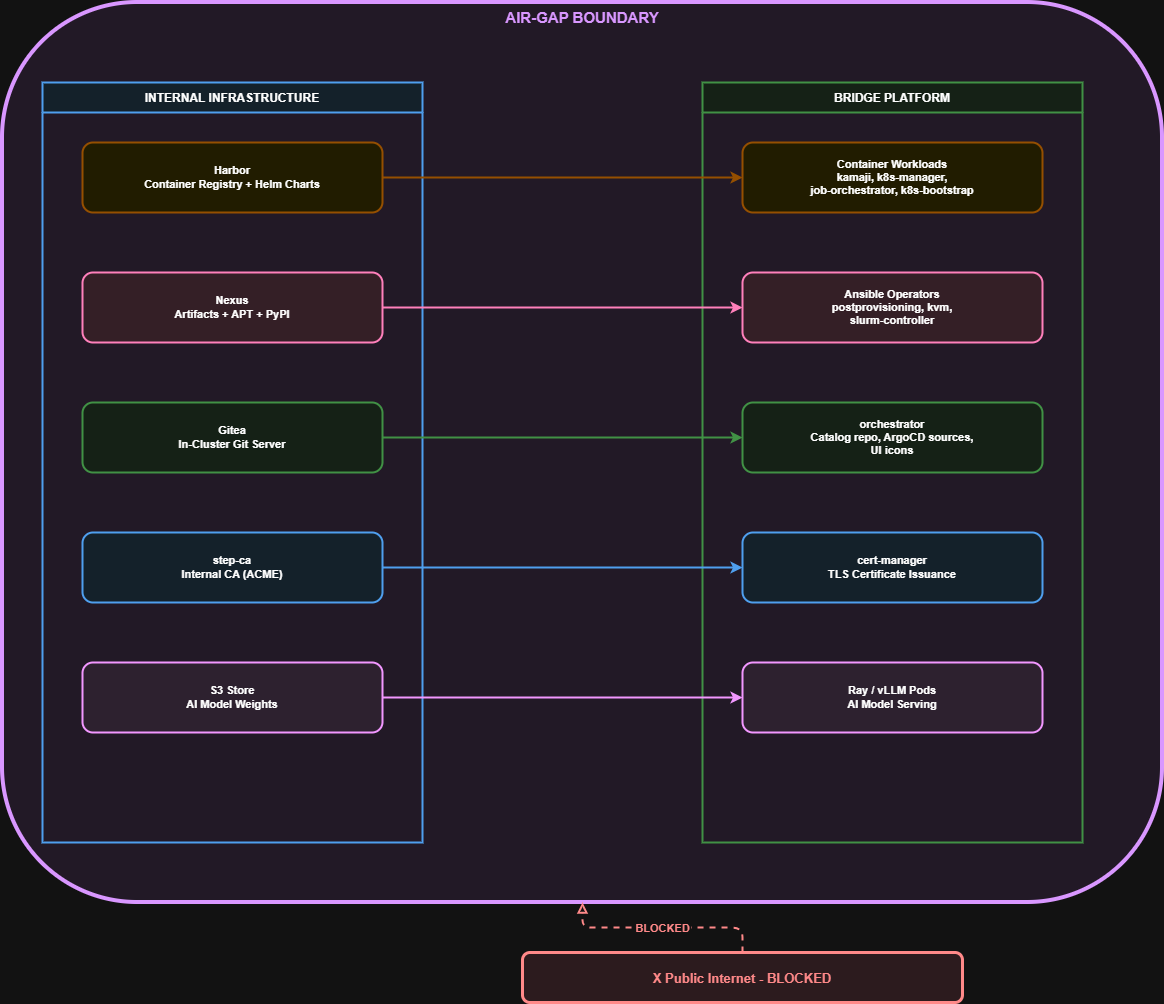 AIR-GAP BOUNDARY
INTERNAL INFRASTRUCTURE
BRIDGE PLATFORM
Harbor
Container Registry + Helm Charts
Container Workloads
kamaji, k8s-manager,
job-orchestrator, k8s-bootstrap
Nexus
Artifacts + APT + PyPI
Ansible Operators
postprovisioning, kvm,
slurm-controller
Gitea
In-Cluster Git Server
orchestrator
Catalog repo, ArgoCD sources,
UI icons
step-ca
Internal CA (ACME)
cert-manager
TLS Certificate Issuance
S3 Store
AI Model Weights
Ray / vLLM Pods
AI Model Serving
BLOCKED
X Public Internet - BLOCKED